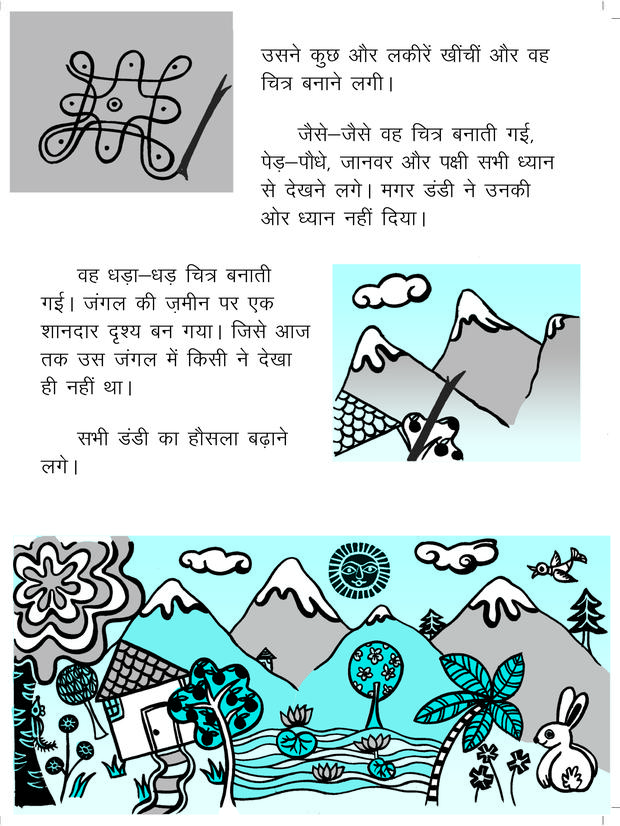 उसने कुछ और लकीरें खींचीं और वह
चित्र बनाने लगी।
जैसे–जैसे वह चित्र बनाती गई,
पेड़–पौधे, जानवर और पक्षी सभी ध्यान
से देखने लगे। मगर डंडी ने उनकी
ओर ध्यान नहीं दिया।
वह धड़ा–धड़ चित्र बनाती
गई। जंगल की ज़मीन पर एक
शानदार दृश्य बन गया। जिसे आज
तक उस जंगल में किसी ने देखा
ही नहीं था।
सभी डंडी का हौसला बढ़ाने
लगे।